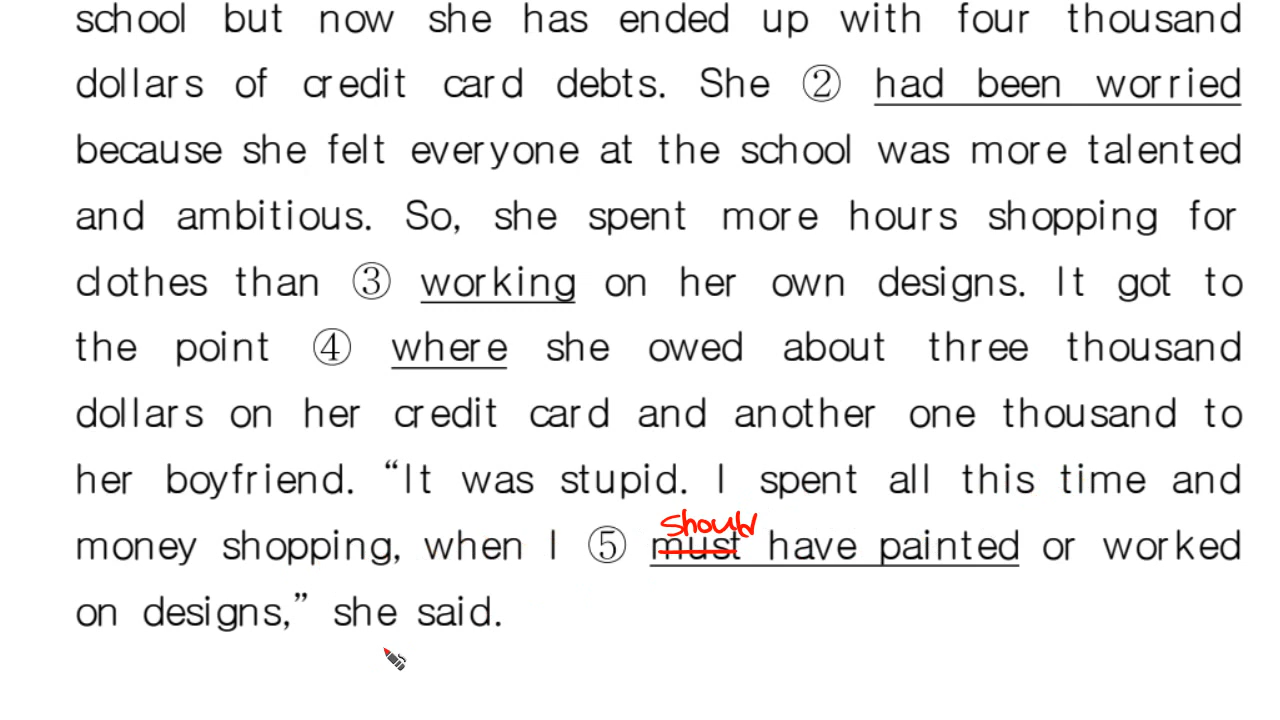 school but now she has ended up with four thousand
dollars of credit card debts. She ② had been worried
because she felt everyone at the school was more talented
and ambitious. So, she spent more hours shopping for
clothes than ③ working on her own designs. It got to
the point ④ where she owed about three thousand
dollars on her credit card and another one thousand to
her boyfriend. “It was stupid. I spent all this time and
should
money shopping, when I ⑤ must have painted or worked
on designs,” she said.